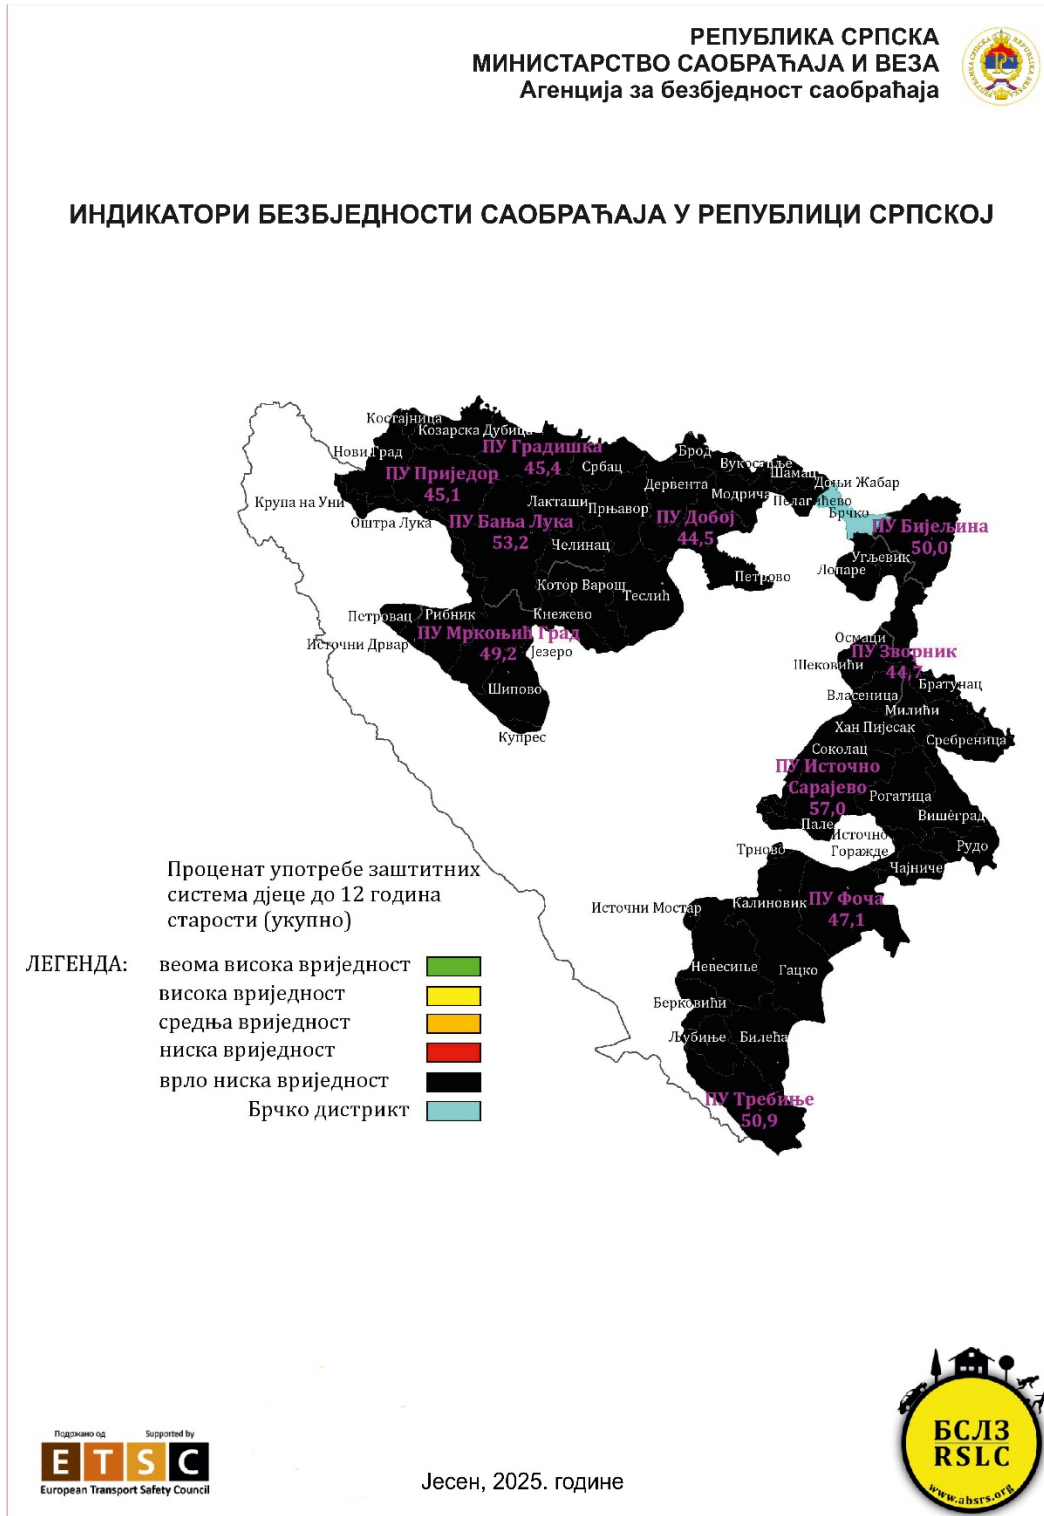 РЕПУБЛИКА СРПСКА
МИНИСТАРСТВО САОБРАЋАЈА И ВЕЗА
Агенција за безбједност саобраћаја
ИНДИКАТОРИ БЕЗБЈЕДНОСТИ САОБРАЋАЈА У РЕПУБЛИЦИ СРПСКОЈ
Костајница
Козарска Дубица
Нови Град
ПУ Градишка
45,4
Србац
Брод
Вукосавље
Шамац
Доњи Жабар
ПУ Приједор
45,1
Дервента
Модрича
Пелагићево
Брчко
Крупа на Уни
Оштра Лука
Лакташи
Прњавор
ПУ Бања Лука
53,2
ПУ Добој
44,5
ПУ Бијељина
50,0
Челинац
Угљевик
Лопаре
Котор Варош
Теслић
Петрово
Петровац
Рибник
Кнежево
Источни Дрвар
ПУ Мркоњић Град
49,2
Језеро
Осмаци
ПУ Зворник
44,7
Шековићи
Братунац
Шипово
Власеница
Милићи
Купрес
Хан Пијесак
Сребреница
Соколац
ПУ Источно
Сарајево
57,0
Рогатица
Вишеград
Пале
Источно
Горажде
Рудо
Трново
Чајниче
Калиновик
ПУ Фоча
47,1
Источни Мостар
Невесиње
Гацко
Берковићи
Љубиње
Билећа
ПУ Требиње
50,9
Проценат употребе заштитних
система дјеце до 12 година
старости (укупно)
ЛЕГЕНДА:
веома висока вриједност
висока вриједност
средња вриједност
ниска вриједност
врло ниска вриједност
Брчко дистрикт
Подржано од Supported by
ETSC
European Transport Safety Council
Јесен, 2025. године
БСЛЗ
RSLC
www.absrs.org